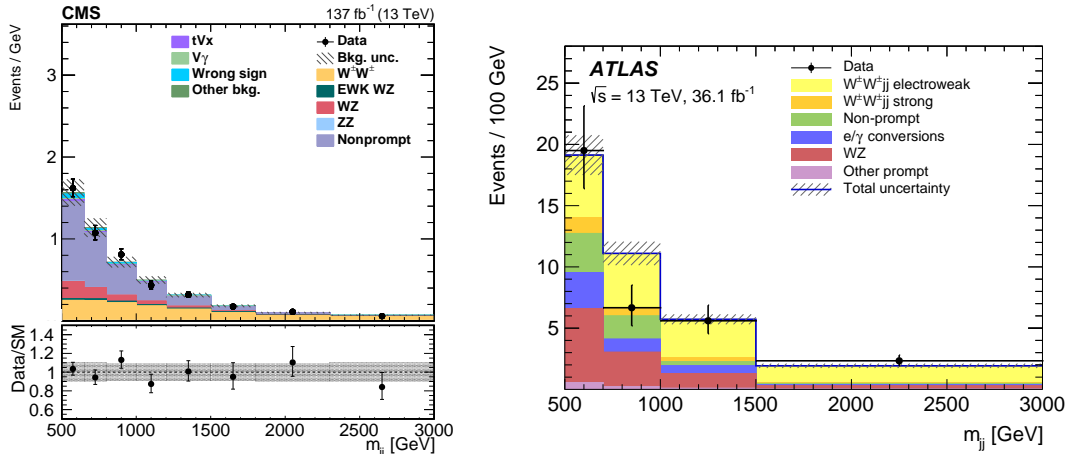 CMS 137 fb⁻¹ (13 TeV)
Events / GeV
3
2
1
tVx
Vγ
Wrong sign
Other bkg.
Data
Bkg. unc.
W±W±
EWK WZ
WZ
ZZ
Nonprompt
Data/SM
1.4
1.2
1
0.8
0.6
500 1000 1500 2000 2500 3000
m_jj [GeV]
Events / 100 GeV
25
20
15
10
5
ATLAS
√s = 13 TeV, 36.1 fb⁻¹
Data
W±W±jj electroweak
W±W±jj strong
Non-prompt
e/γ conversions
WZ
Other prompt
Total uncertainty
500 1000 1500 2000 2500 3000
m_jj [GeV]